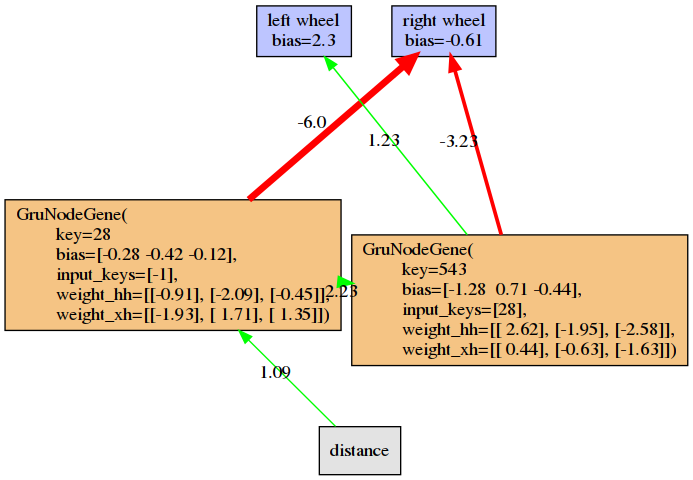 left wheel
bias=2.3
right wheel
bias=-0.61
-6.0
1.23
-3.23
GruNodeGene(
key=28
bias=[-0.28 -0.42 -0.12],
input_keys=[-1],
weight_hh=[[-0.91], [-2.09], [-0.45]],
weight_xh=[[-1.93], [ 1.71], [ 1.35]])
2.23
GruNodeGene(
key=543
bias=[-1.28  0.71 -0.44],
input_keys=[28],
weight_hh=[[ 2.62], [-1.95], [-2.58]],
weight_xh=[[ 0.44], [-0.63], [-1.63]])
1.09
distance